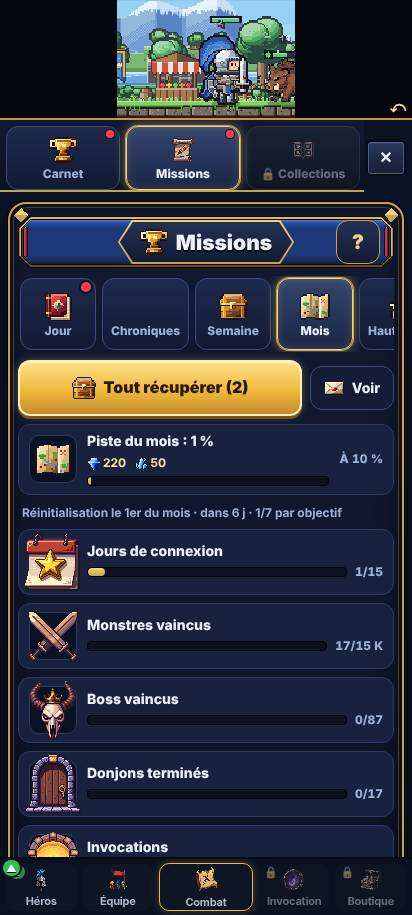 Carnet
Missions
Collections
×
Missions
?
Jour
Chroniques
Semaine
Mois
Haut
Tout récupérer (2)
Voir
Piste du mois : 1 %
220
50
À 10 %
Réinitialisation le 1er du mois · dans 6 j · 1/7 par objectif
Jours de connexion
1/15
Monstres vaincus
17/15 K
Boss vaincus
0/87
Donjons terminés
0/17
Invocations
Héros
Équipe
Combat
Invocation
Boutique